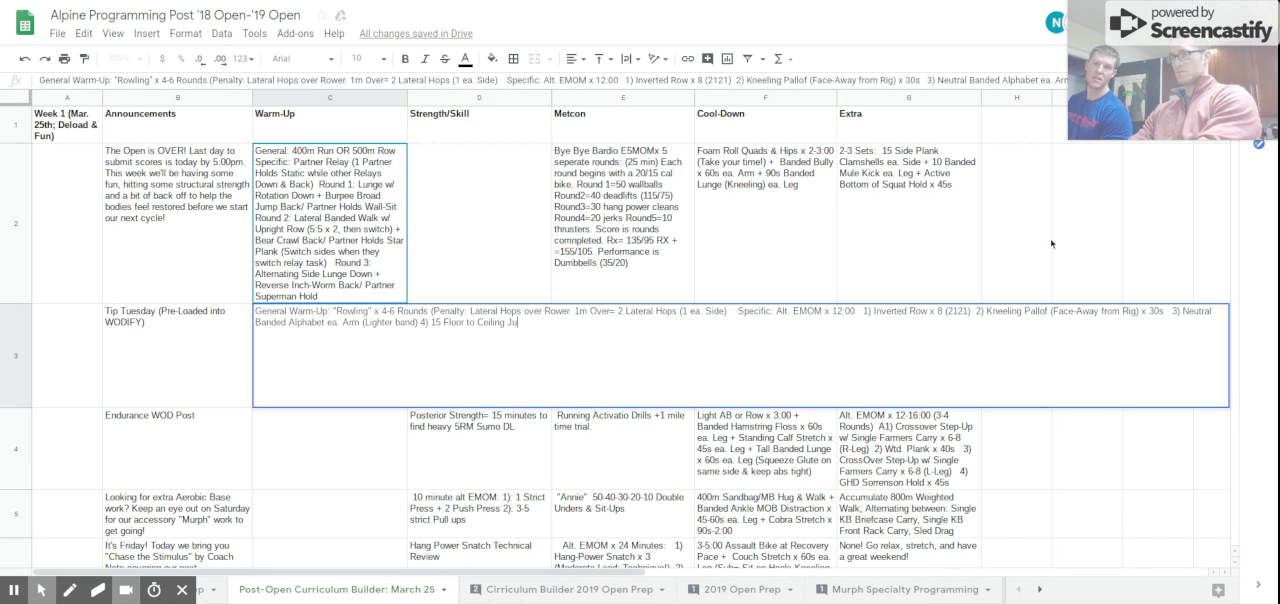 Alpine Programming Post '18 Open-'19 Open
powered by
Screencastify
File Edit View Insert Format Data Tools Add-ons Help All changes saved in Drive
100% $ % .0 .00 123 Arial 10 B I S A
fx General Warm-Up: "Rowling" x 4-6 Rounds (Penalty: Lateral Hops over Rower. 1m Over= 2 Lateral Hops (1 ea. Side) Specific: Alt. EMOM x 12:00 1) Inverted Row x 8 (2121) 2) Kneeling Pallof (Face-Away from Rig) x 30s 3) Neutral Banded Alphabet ea. Arm
A B C D E F G H
1
Week 1 (Mar.
25th; Deload &
Fun)
Announcements
Warm-Up
Strength/Skill
Metcon
Cool-Down
Extra
2
The Open is OVER! Last day to
submit scores is today by 5:00pm.
This week we'll be having some
fun, hitting some structural strength
and a bit of back off to help the
bodies feel restored before we start
our next cycle!
General: 400m Run OR 500m Row
Specific: Partner Relay (1 Partner
Holds Static while other Relays
Down & Back) Round 1: Lunge w/
Rotation Down + Burpee Broad
Jump Back/ Partner Holds Wall-Sit
Round 2: Lateral Banded Walk w/
Upright Row (5:5 x 2, then switch) +
Bear Crawl Back/ Partner Holds Star
Plank (Switch sides when they
switch relay task) Round 3:
Alternating Side Lunge Down +
Reverse Inch-Worm Back/ Partner
Superman Hold
Bye Bye Bardio E5MOMx 5
seperate rounds: (25 min) Each
round begins with a 20/15 cal
bike. Round 1=50 wallballs
Round2=40 deadlifts (115/75)
Round3=30 hang power cleans
Round4=20 jerks Round5=10
thrusters. Score is rounds
comnpleted. Rx= 135/95 RX +
=155/105. Performance is
Dumbbells (35/20)
Foam Roll Quads & Hips x 2-3:00
(Take your time!) + Banded Bully
x 60s ea. Arm + 90s Banded
Lunge (Kneeling) ea. Leg
2-3 Sets: 15 Side Plank
Clamshells ea. Side + 10 Banded
Mule Kick ea. Leg + Active
Bottom of Squat Hold x 45s
3
Tip Tuesday (Pre-Loaded into
WODIFY)
General Warm-Up: "Rowling" x 4-6 Rounds (Penalty: Lateral Hops over Rower. 1m Over= 2 Lateral Hops (1 ea. Side) Specific: Alt. EMOM x 12:00 1) Inverted Row x 8 (2121) 2) Kneeling Pallof (Face-Away from Rig) x 30s 3) Neutral
Banded Alphabet ea. Arm (Lighter band) 4) 15 Floor to Ceiling Ju
4
Endurance WOD Post
Posterior Strength= 15 minutes to
find heavy 5RM Sumo DL
Running Activatio Drills +1 mile
time trial.
Light AB or Row x 3:00 +
Banded Hamstring Floss x 60s
ea. Leg + Standing Calf Stretch x
45s ea. Leg + Tall Banded Lunge
x 60s ea. Leg (Squeeze Glute on
same side & keep abs tight)
Alt. EMOM x 12-16:00 (3-4
Rounds) A1) Crossover Step-Up
w/ Single Farmers Carry x 6-8
(R-Leg) 2) Wtd. Plank x 40s 3)
CrossOver Step-Up w/ Single
Farmers Carry x 6-8 (L-Leg) 4)
GHD Sorrenson Hold x 45s
5
Looking for extra Aerobic Base
work? Keep an eye out on Saturday
for our accessory "Murph" work to
get going!
10 minute alt EMOM: 1): 1 Strict
Press + 2 Push Press 2): 3-5
strict Pull ups
"Annie" 50-40-30-20-10 Double
Unders & Sit-Ups
400m Sandbag/MB Hug & Walk +
Banded Ankle MOB Distraction x
45-60s ea. Leg + Cobra Stretch x
90s-2:00
Accumulate 800m Weighted
Walk; Alternating between: Single
KB Briefcase Carry, Single KB
Front Rack Carry, Sled Drag
It's Friday! Today we bring you
"Chase the Stimulus" by Coach
Hang Power Snatch Technical
Review
Alt. EMOM x 24 Minutes: 1)
Hang-Power Snatch x 3
3-5:00 Assault Bike at Recovery
Pace + Couch Stretch x 60s ea.
None! Go relax, stretch, and have
a great weekend!
Post-Open Curriculum Builder: March 25 2 Cirriculum Builder 2019 Open Prep 1 2019 Open Prep 1 Murph Specialty Programming